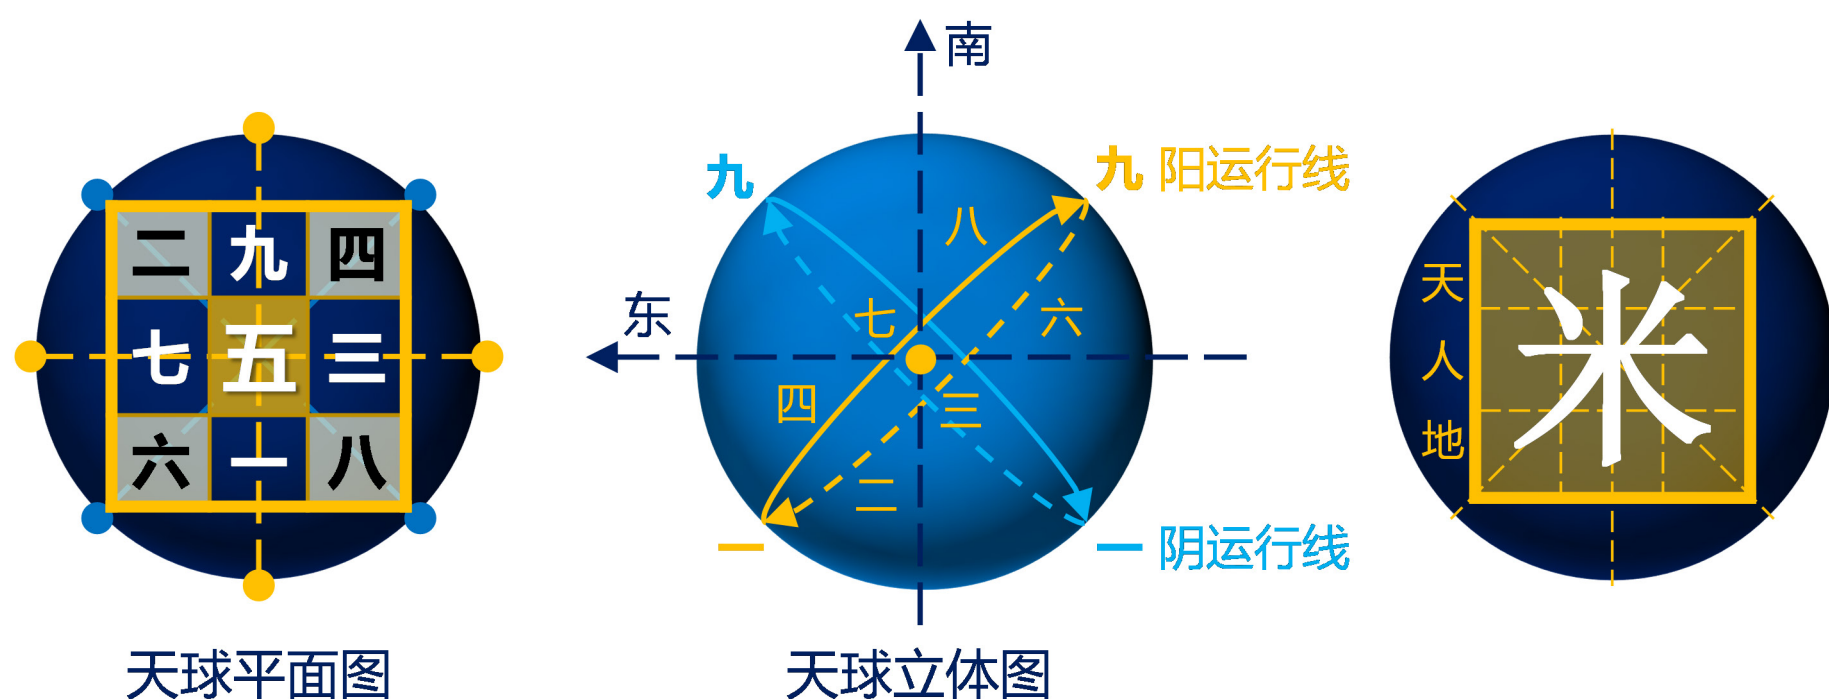 二 九 四
七 五 三
六 一 八
天球平面图
南
九 九 阳运行线
八
东 七 六
四 三
二
一 一 阴运行线
天球立体图
天
人
地
米